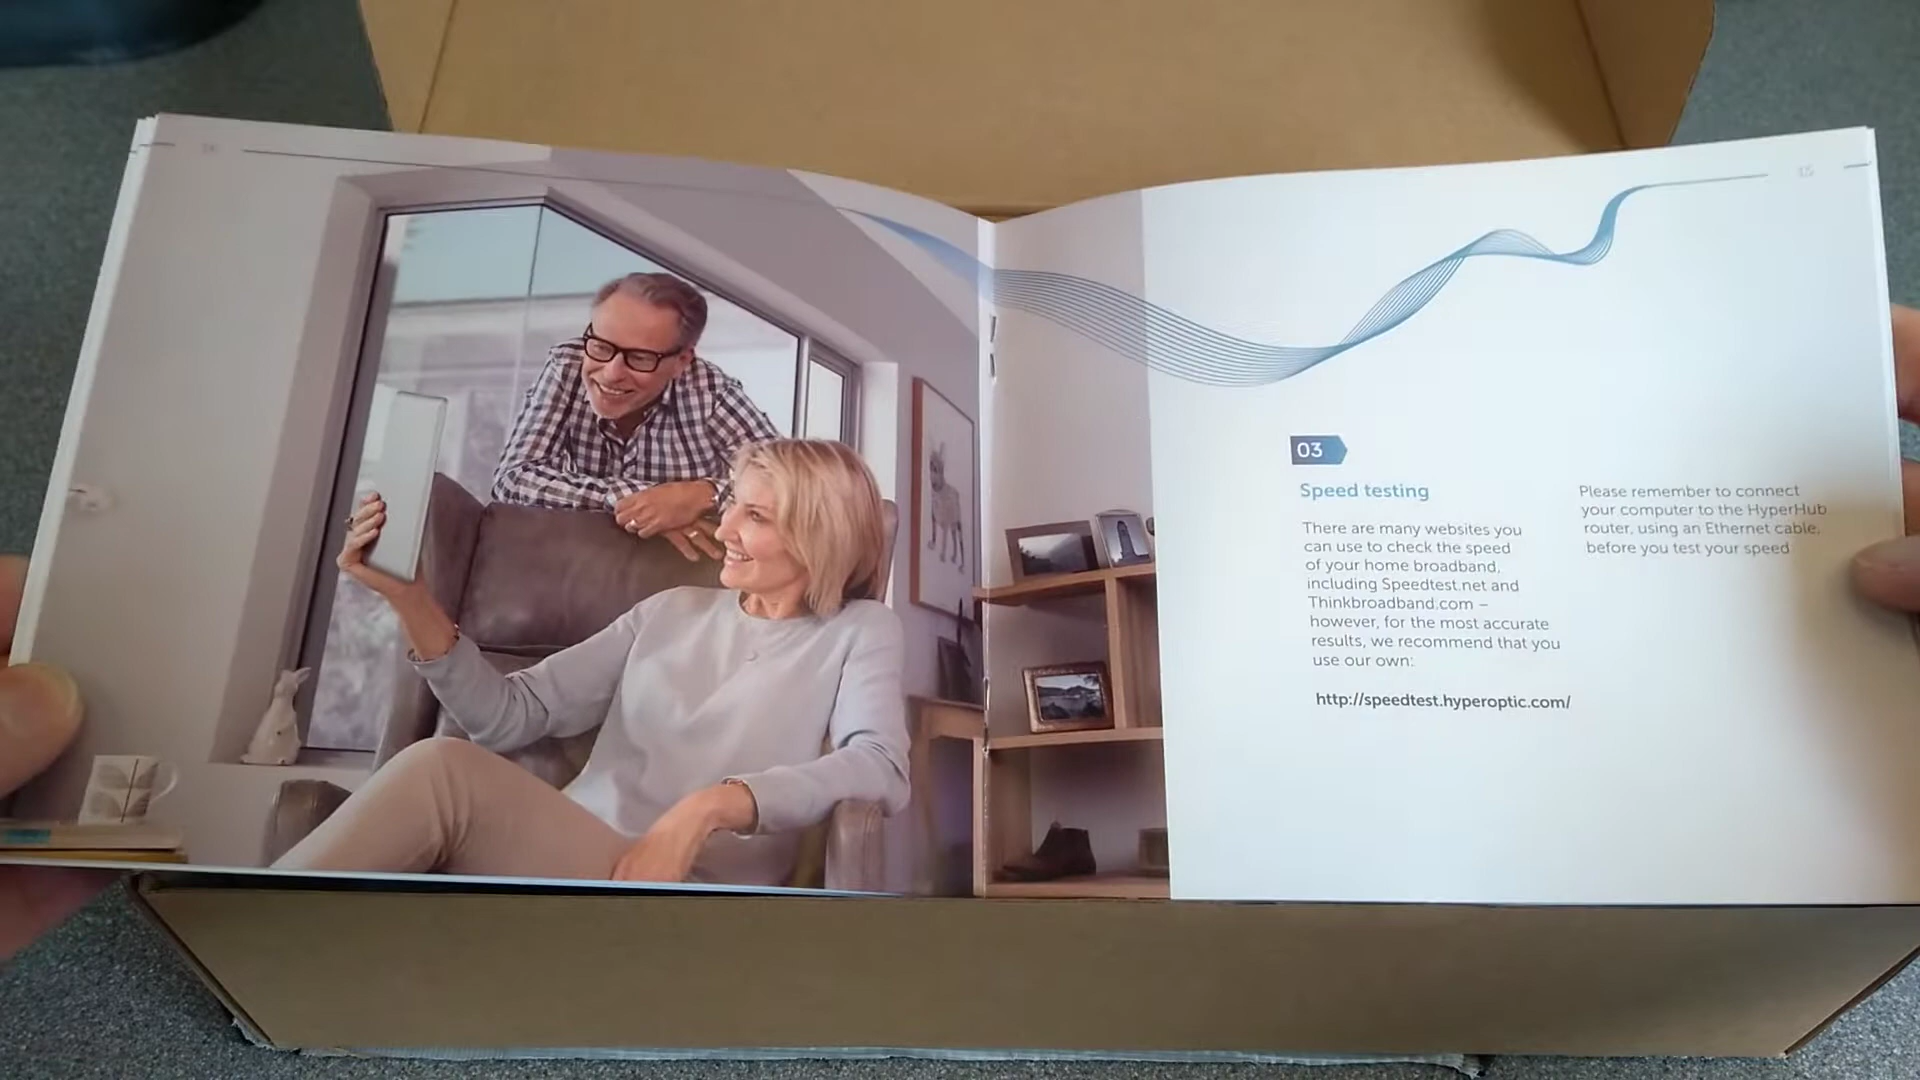 14
15
03
Speed testing
There are many websites you
can use to check the speed
of your home broadband,
including Speedtest.net and
Thinkbroadband.com –
however, for the most accurate
results, we recommend that you
use our own:
http://speedtest.hyperoptic.com/
Please remember to connect
your computer to the HyperHub
router, using an Ethernet cable,
before you test your speed